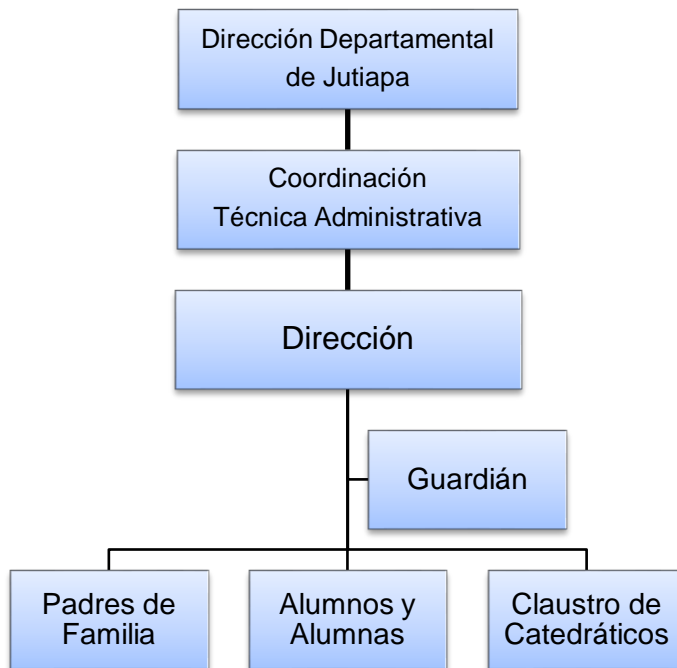 Dirección Departamental
de Jutiapa
Coordinación
Técnica Administrativa
Dirección
Guardián
Padres de
Familia
Alumnos y
Alumnas
Claustro de
Catedráticos